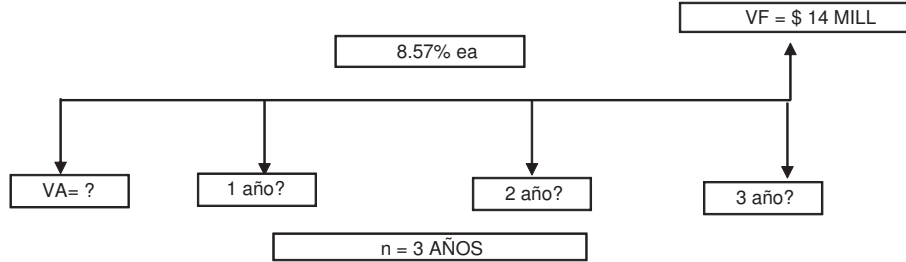 VF = $ 14 MILL
8.57% ea
VA= ?
1 año?
2 año?
3 año?
n = 3 AÑOS